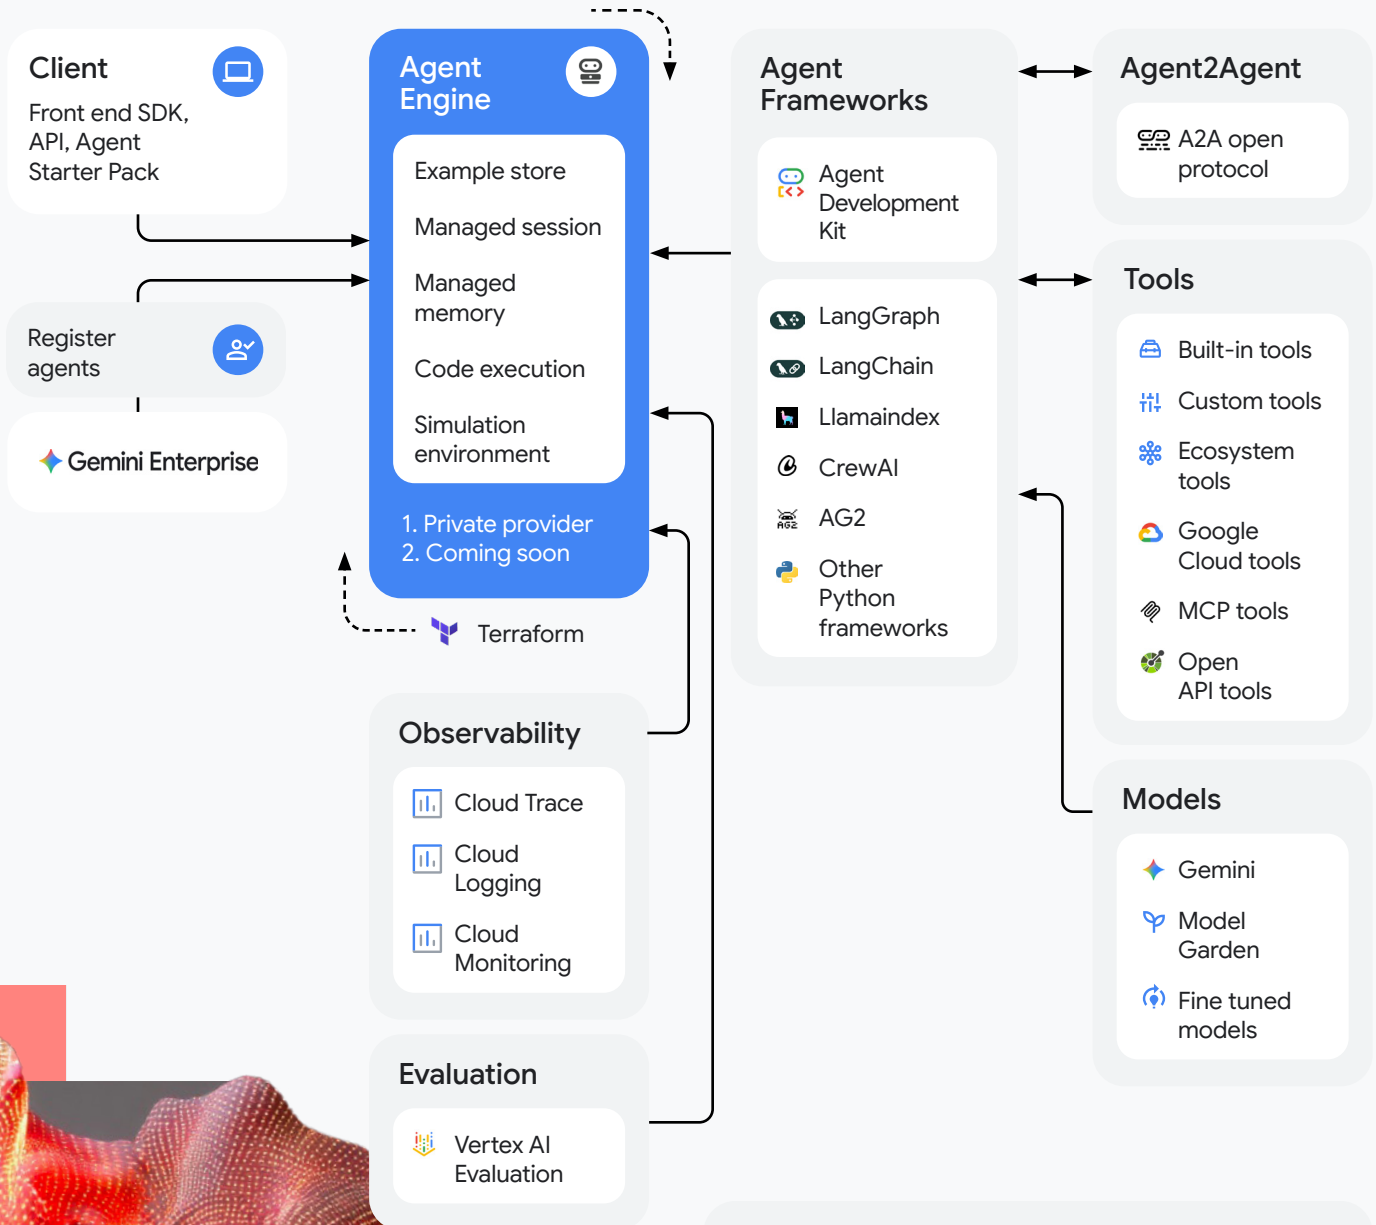 Client
Front end SDK,
API, Agent
Starter Pack
Register
agents
Gemini Enterprise
Agent
Engine
Example store
Managed session
Managed
memory
Code execution
Simulation
environment
1. Private provider
2. Coming soon
Terraform
Observability
Cloud Trace
Cloud
Logging
Cloud
Monitoring
Evaluation
Vertex AI
Evaluation
Agent
Frameworks
Agent
Development
Kit
LangGraph
LangChain
Llamaindex
CrewAI
AG2
AG2
Other
Python
frameworks
Agent2Agent
A2A open
protocol
Tools
Built-in tools
Custom tools
Ecosystem
tools
Google
Cloud tools
MCP tools
Open
API tools
Models
Gemini
Model
Garden
Fine tuned
models